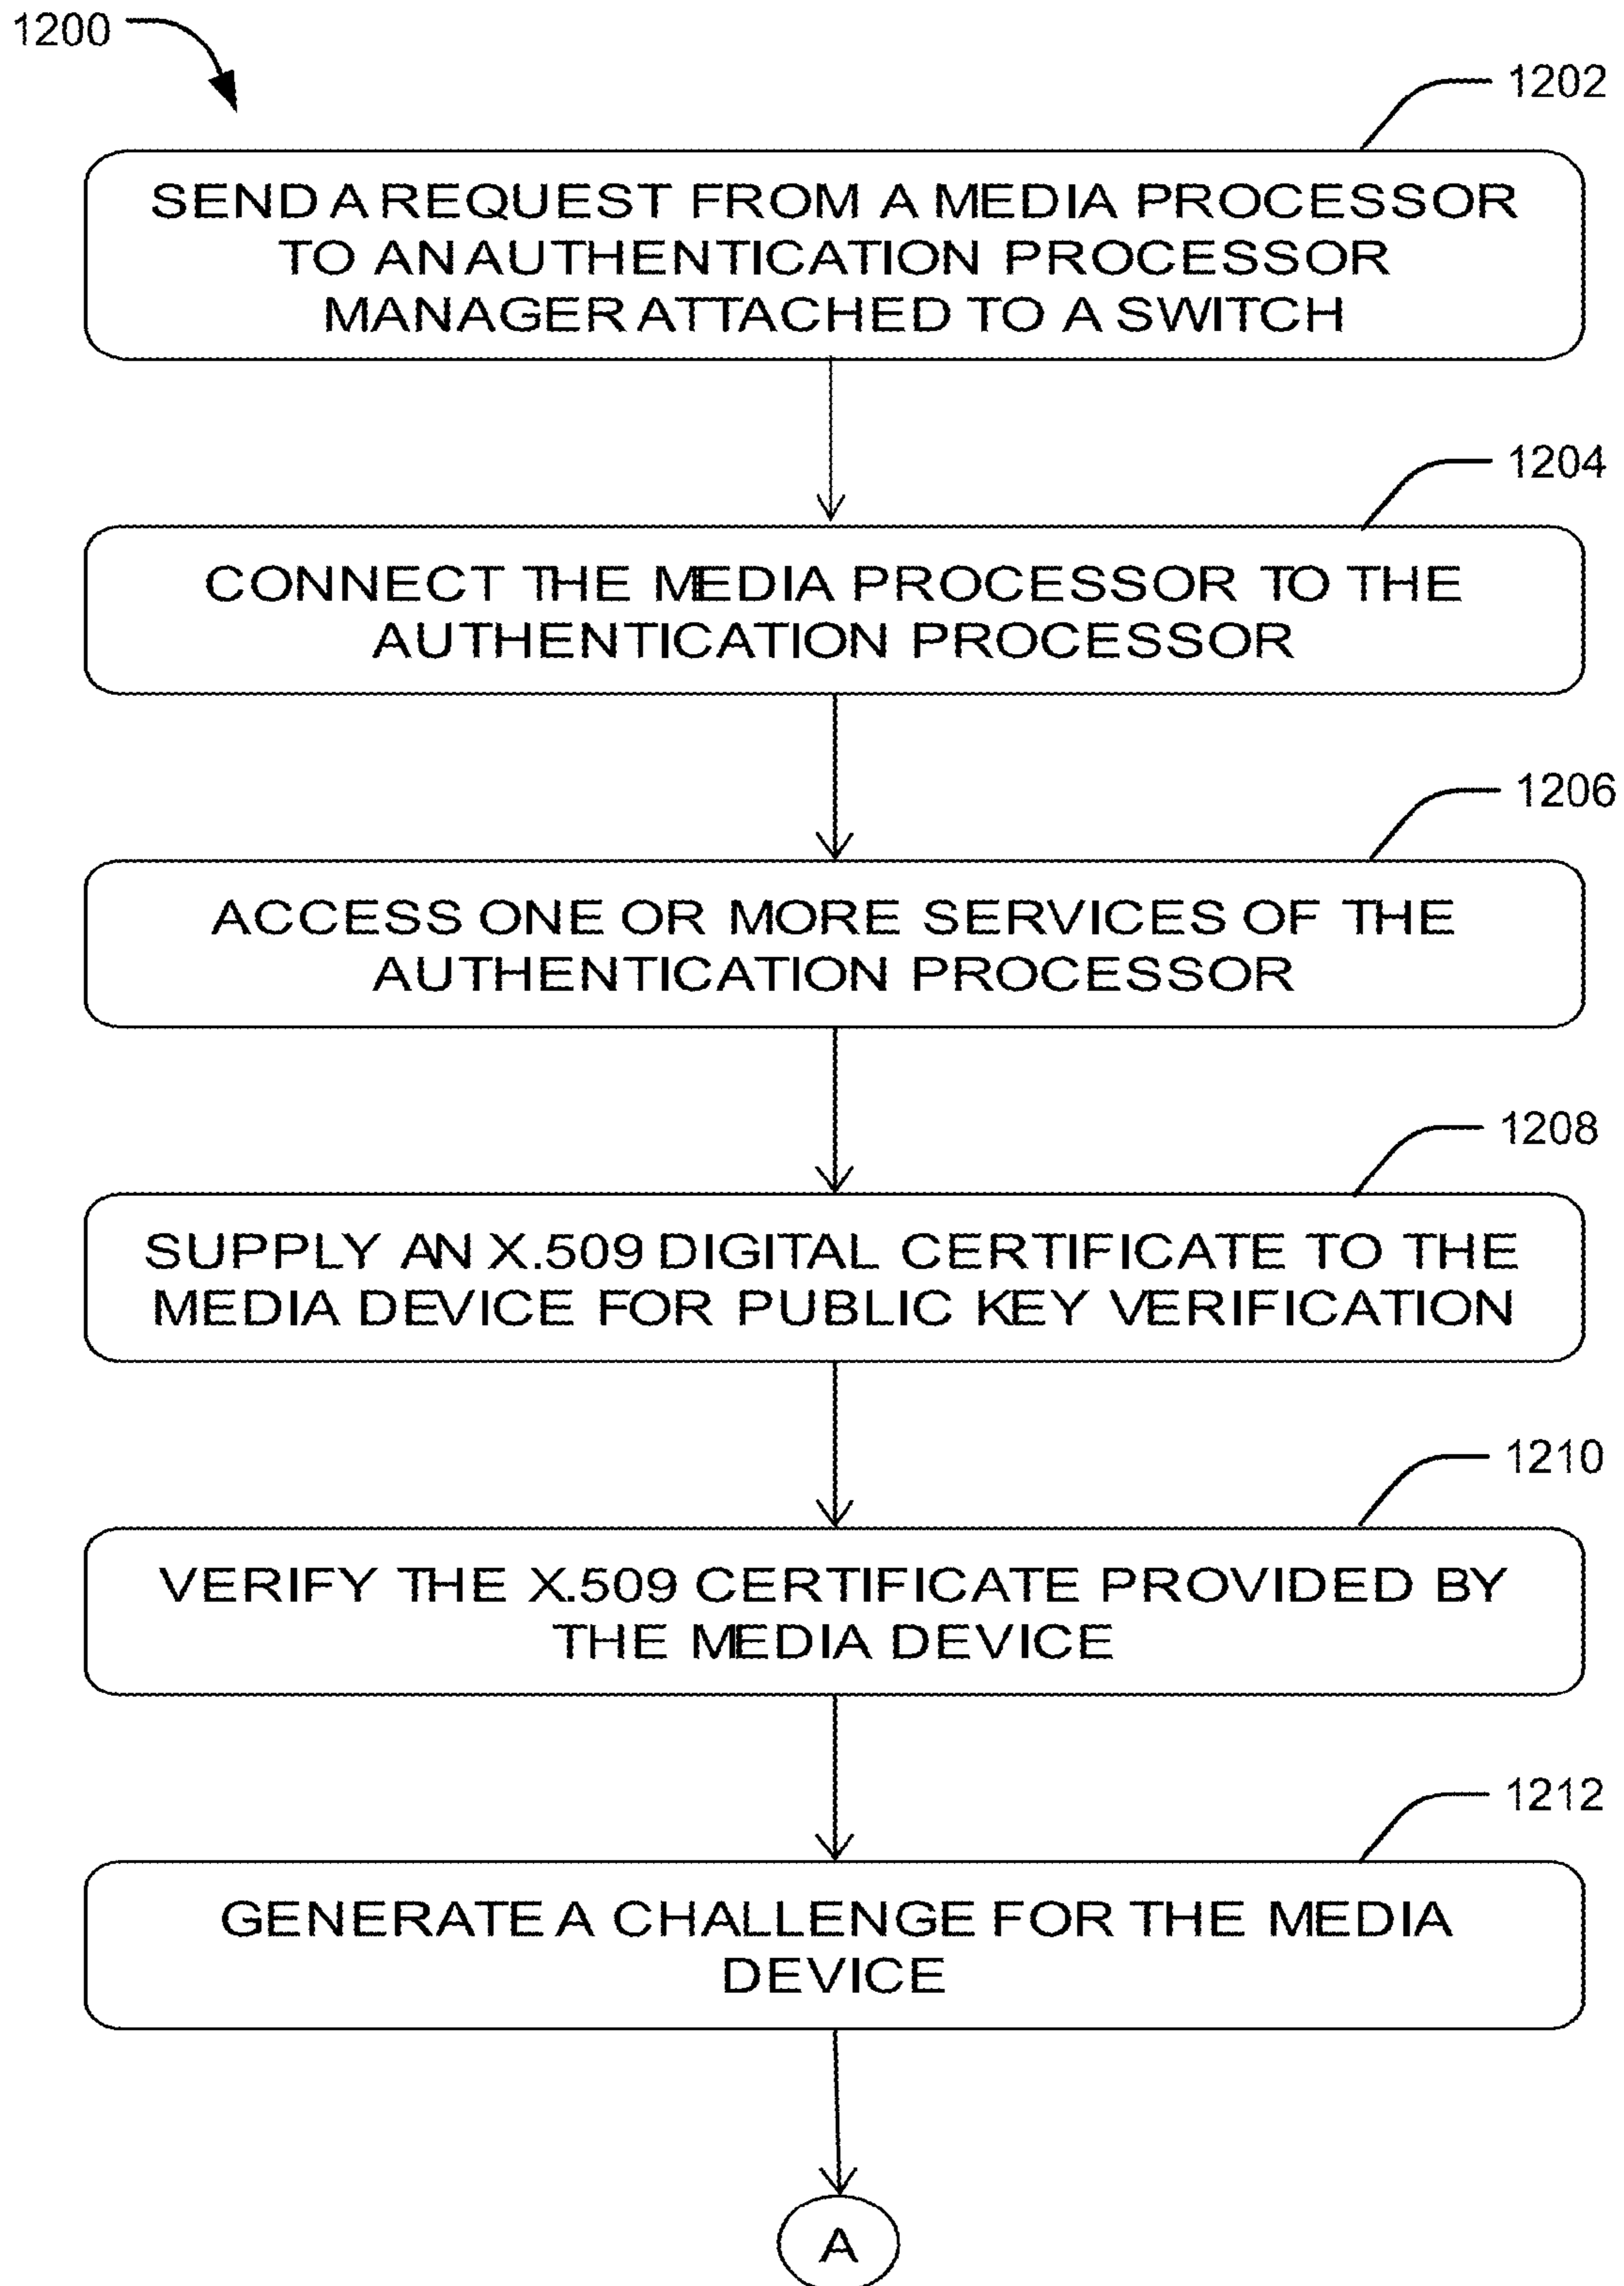 1200
1202
SEND A REQUEST FROM A MEDIA PROCESSOR
TO AN AUTHENTICATION PROCESSOR
MANAGER ATTACHED TO A SWITCH
1204
CONNECT THE MEDIA PROCESSOR TO THE
AUTHENTICATION PROCESSOR
1206
ACCESS ONE OR MORE SERVICES OF THE
AUTHENTICATION PROCESSOR
1208
SUPPLY AN X.509 DIGITAL CERTIFICATE TO THE
MEDIA DEVICE FOR PUBLIC KEY VERIFICATION
1210
VERIFY THE X.509 CERTIFICATE PROVIDED BY
THE MEDIA DEVICE
1212
GENERATE A CHALLENGE FOR THE MEDIA
DEVICE
A